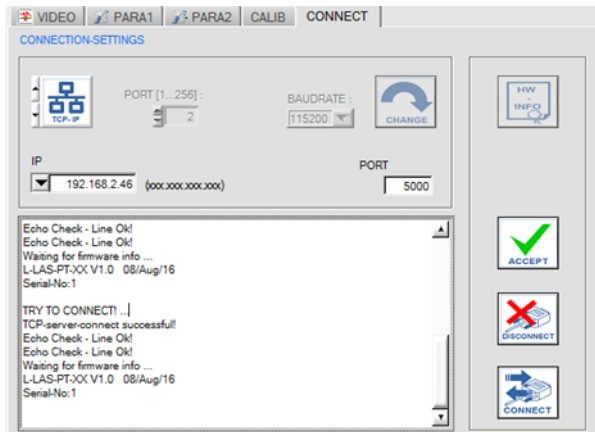 VIDEO PARA1 PARA2 CALIB CONNECT
CONNECTION-SETTINGS
TCP-IP
PORT [1...256] :
2
BAUDRATE :
115200
CHANGE
HW
-
INFO
IP
192.168.2.46 (xxx.xxx.xxx.xxx)
PORT
5000
Echo Check - Line Ok!
Echo Check - Line Ok!
Waiting for firmware info ...
L-LAS-PT-XX V1.0 08/Aug/16
Serial-No:1
TRY TO CONNECT! ...
TCP-server-connect successful!
Echo Check - Line Ok!
Echo Check - Line Ok!
Waiting for firmware info ...
L-LAS-PT-XX V1.0 08/Aug/16
Serial-No:1
ACCEPT
DISCONNECT
CONNECT